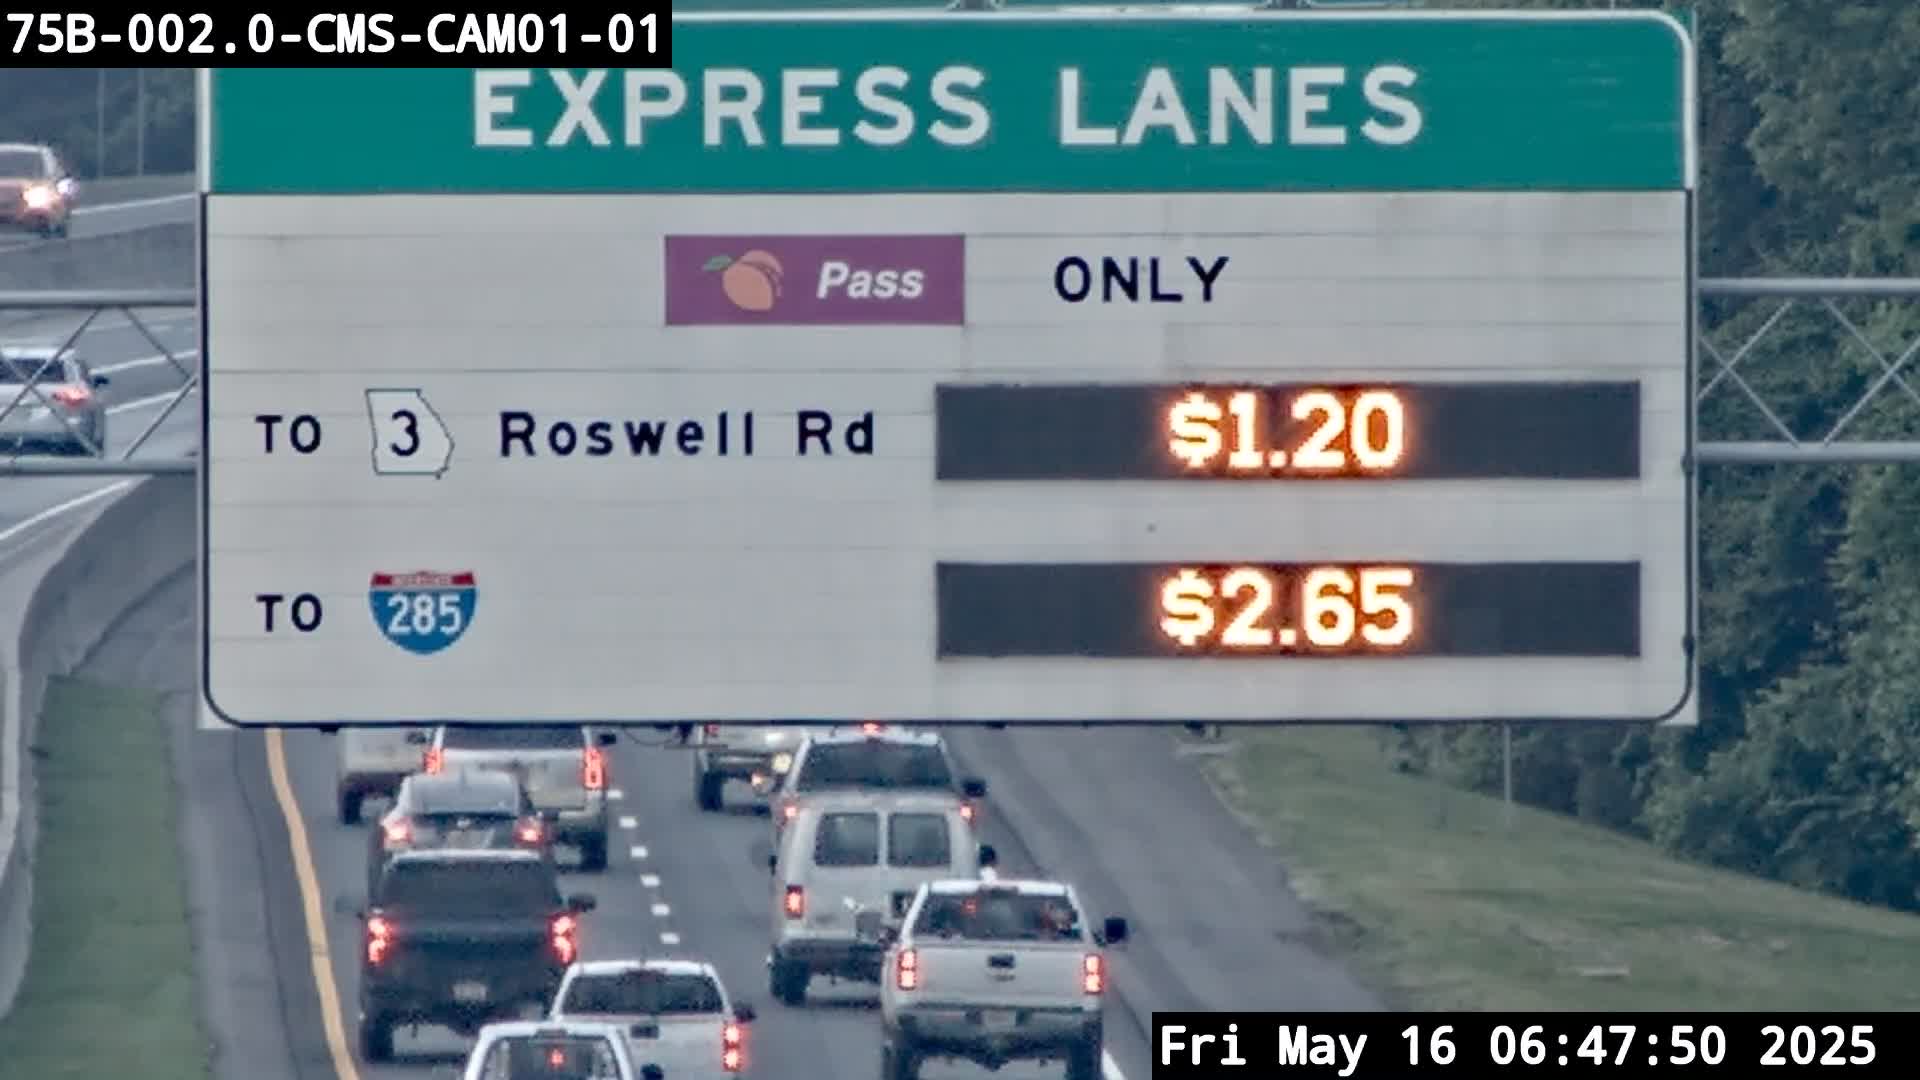 75B-002.0-CMS-CAM01-01
EXPRESS LANES
Pass ONLY
TO 3 Roswell Rd $1.20
TO 285 $2.65
Fri May 16 06:47:50 2025